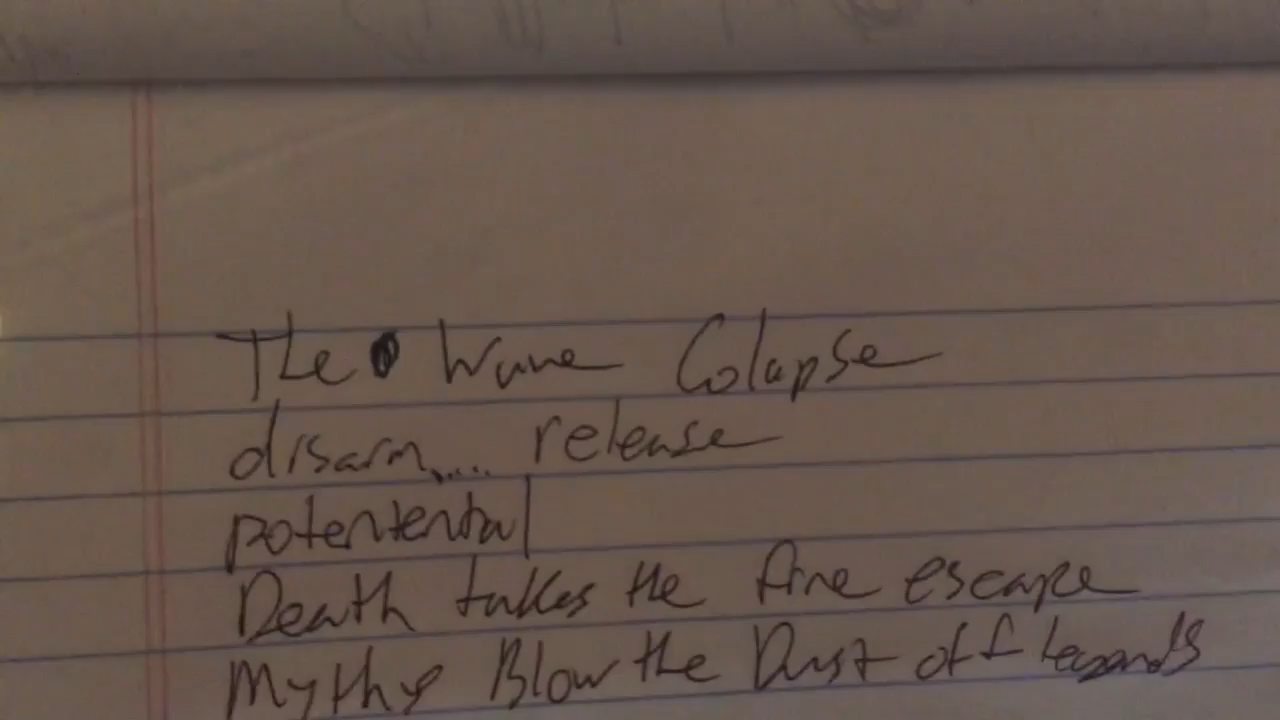 The Wave Colapse
disarm..... release
potentential
Death takes the fire escape
Myths Blow the Dust off legends